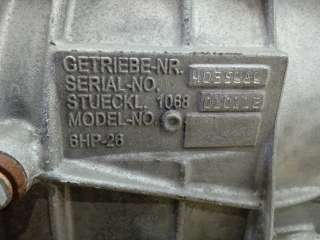 GETRIEBE-NR.
SERIAL-NO.
STUECKL. 1068
MODEL-NO.
6HP-26